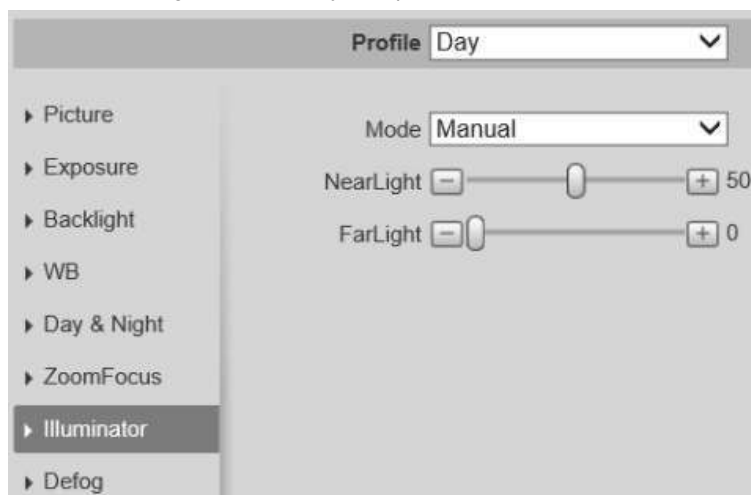 Profile Day
Picture
Mode Manual
Exposure
NearLight 50
Backlight
FarLight 0
WB
Day & Night
ZoomFocus
Illuminator
Defog